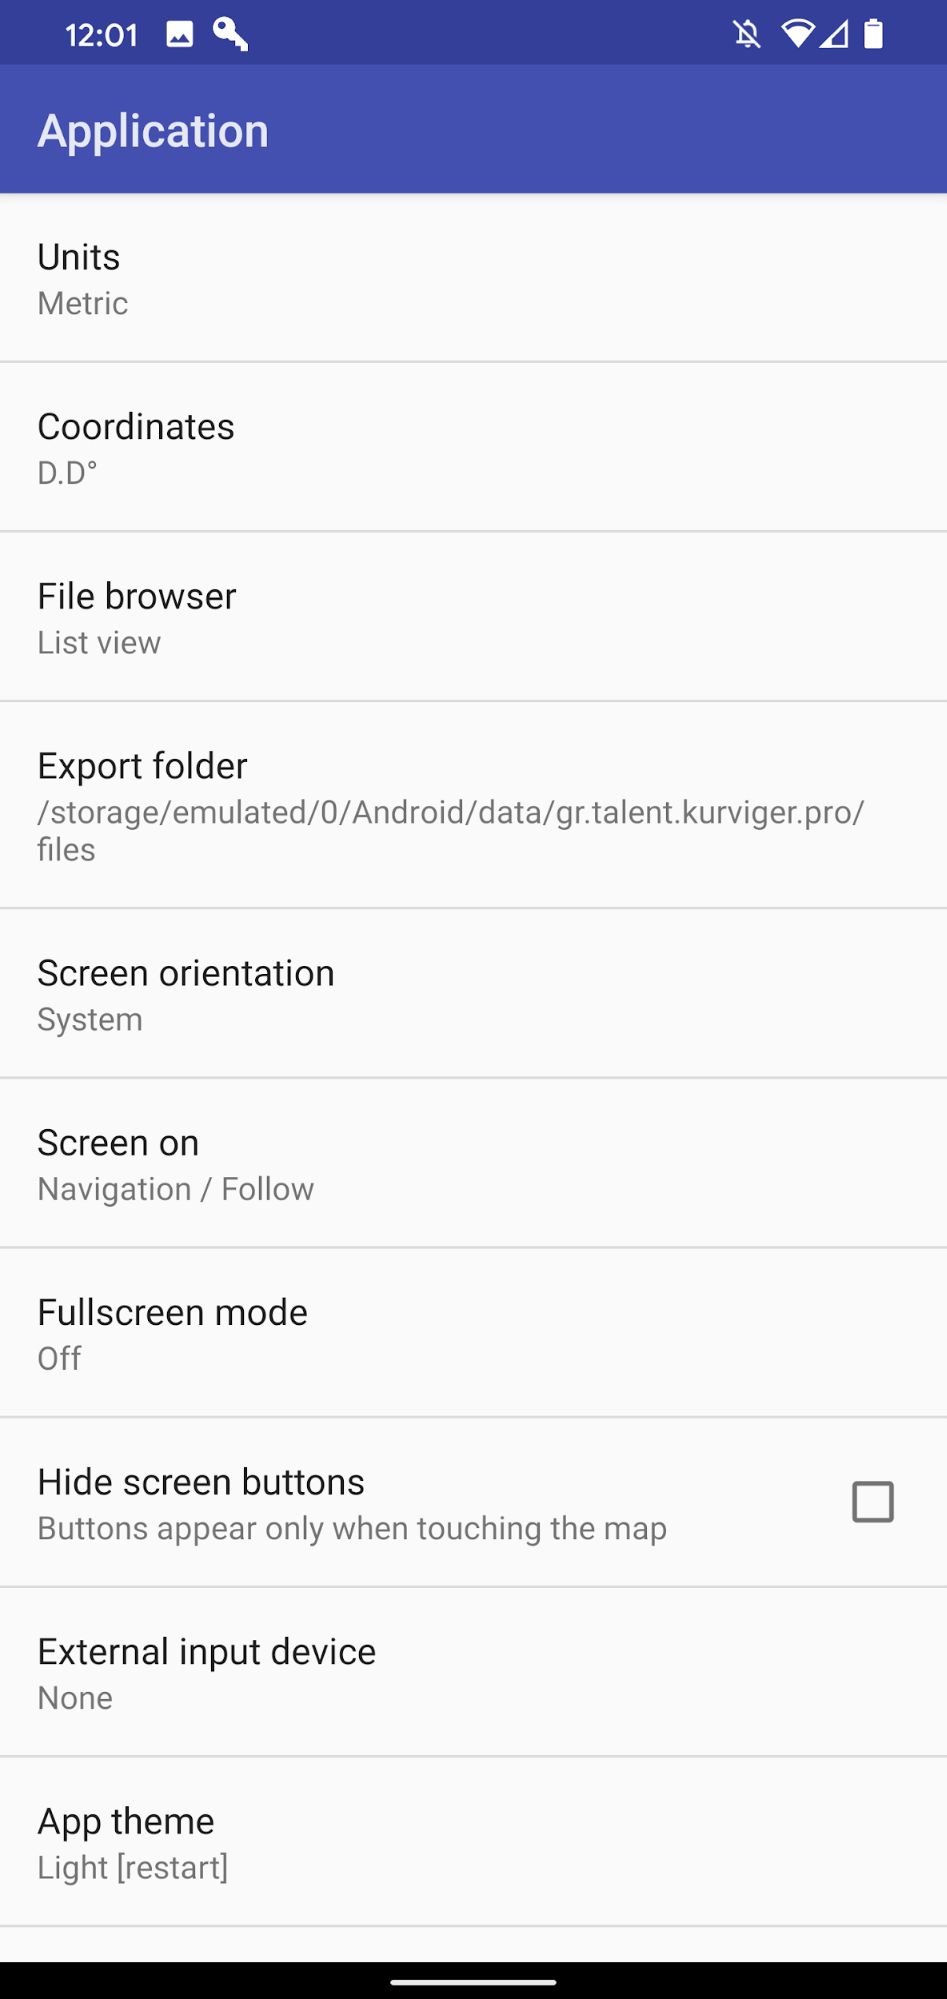 12:01
Application
Units
Metric
Coordinates
D.D°
File browser
List view
Export folder
/storage/emulated/0/Android/data/gr.talent.kurviger.pro/
files
Screen orientation
System
Screen on
Navigation / Follow
Fullscreen mode
Off
Hide screen buttons
Buttons appear only when touching the map
External input device
None
App theme
Light [restart]